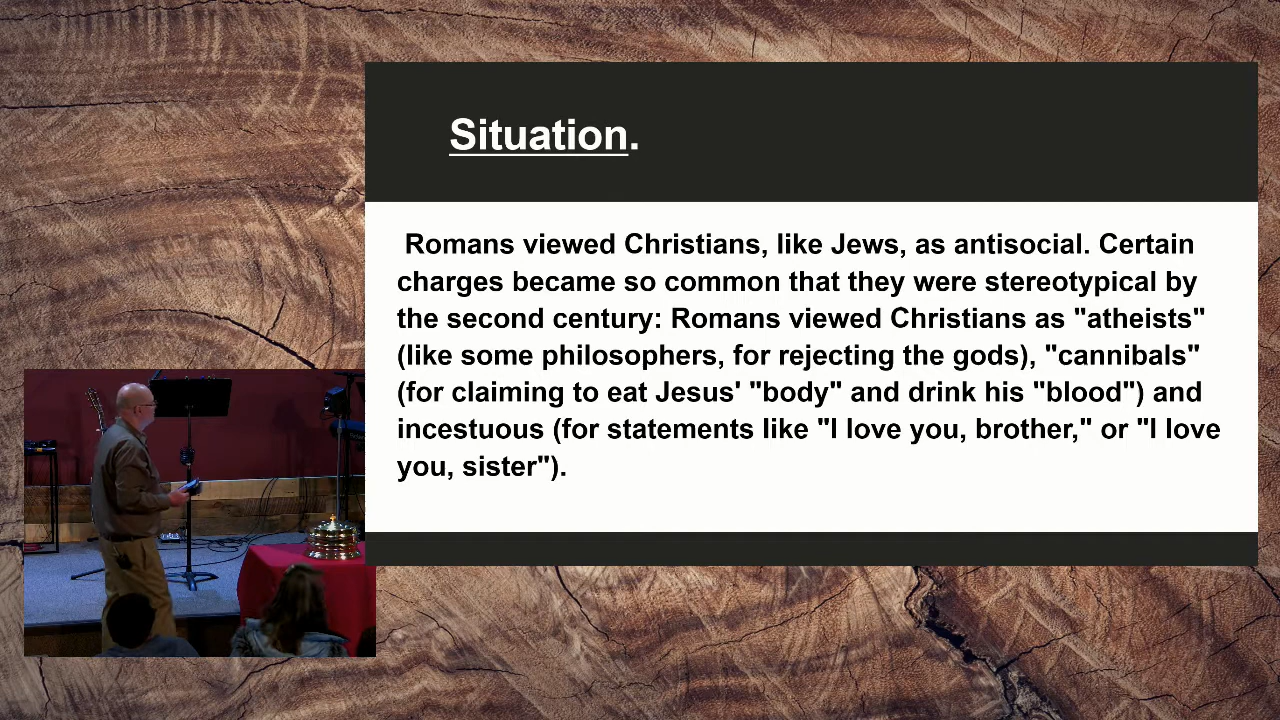 Situation.
Romans viewed Christians, like Jews, as antisocial. Certain
charges became so common that they were stereotypical by
the second century: Romans viewed Christians as "atheists"
(like some philosophers, for rejecting the gods), "cannibals"
(for claiming to eat Jesus' "body" and drink his "blood") and
incestuous (for statements like "I love you, brother," or "I love
you, sister").